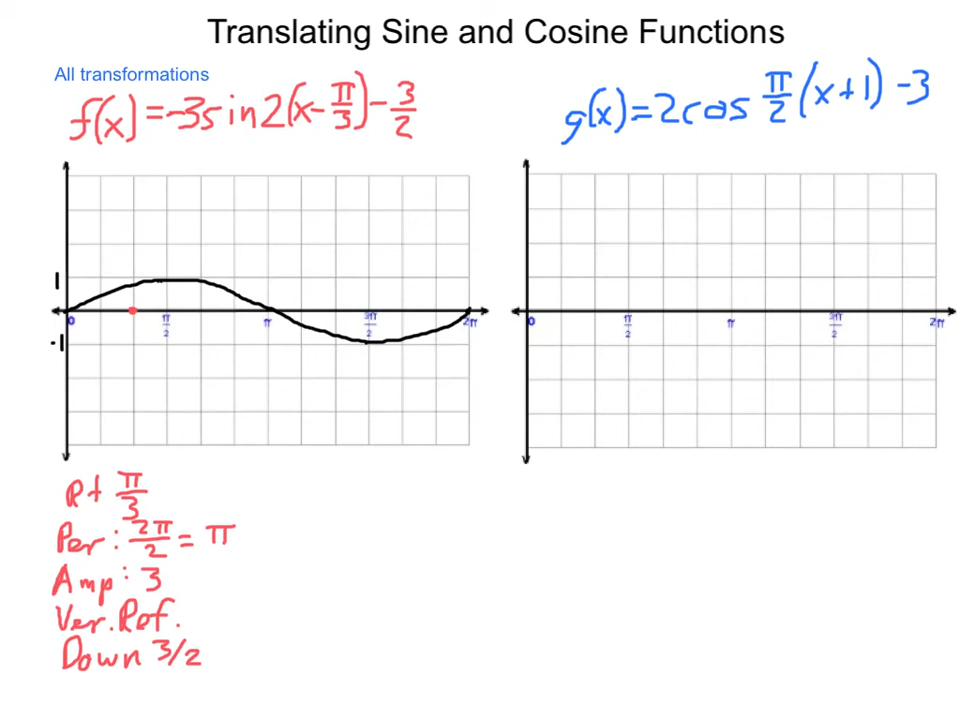 Translating Sine and Cosine Functions
All transformations
f(x)=-3sin2(x-π/3)-3/2
g(x)=2cos π/2 (x+1)-3
1
-1
0 π/2 π 3π/2 2π
0 π/2 π 3π/2 2π
Rt π/3
Per: 2π/2 = π
Amp: 3
Ver. Ref.
Down 3/2